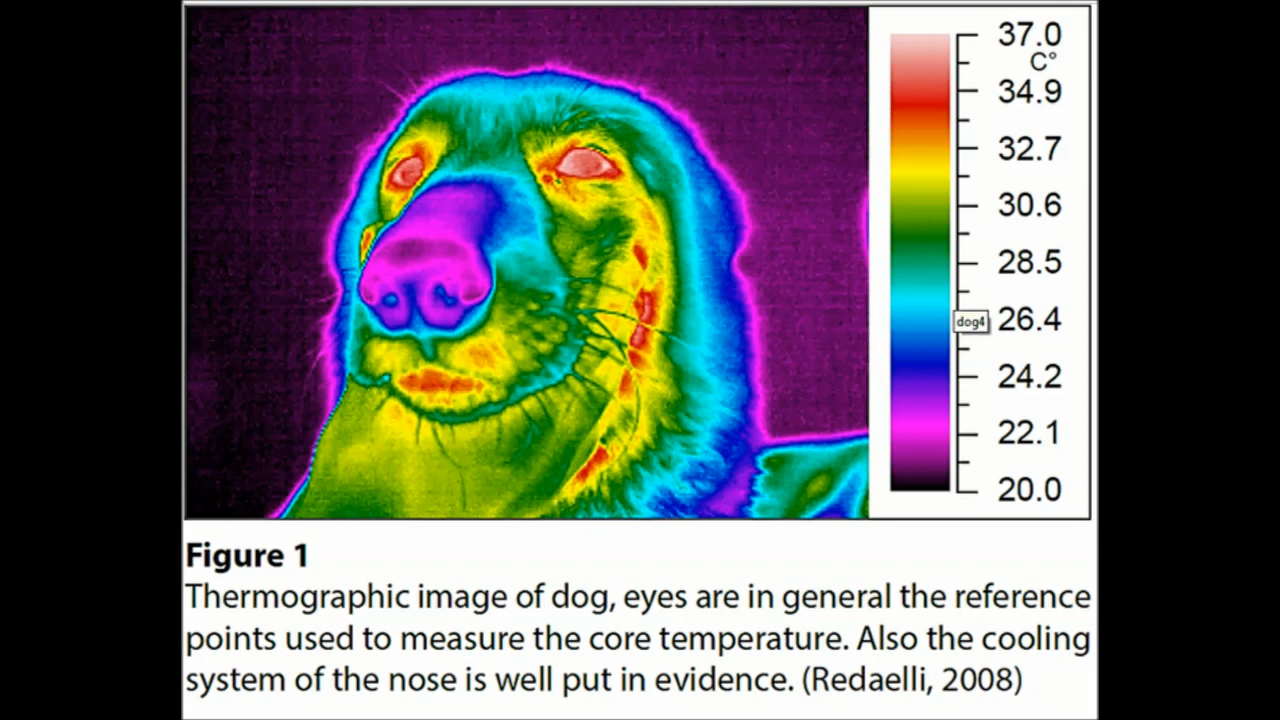 37.0
C°
34.9
32.7
30.6
28.5
dog4 26.4
24.2
22.1
20.0
Figure 1
Thermographic image of dog, eyes are in general the reference
points used to measure the core temperature. Also the cooling
system of the nose is well put in evidence. (Redaelli, 2008)